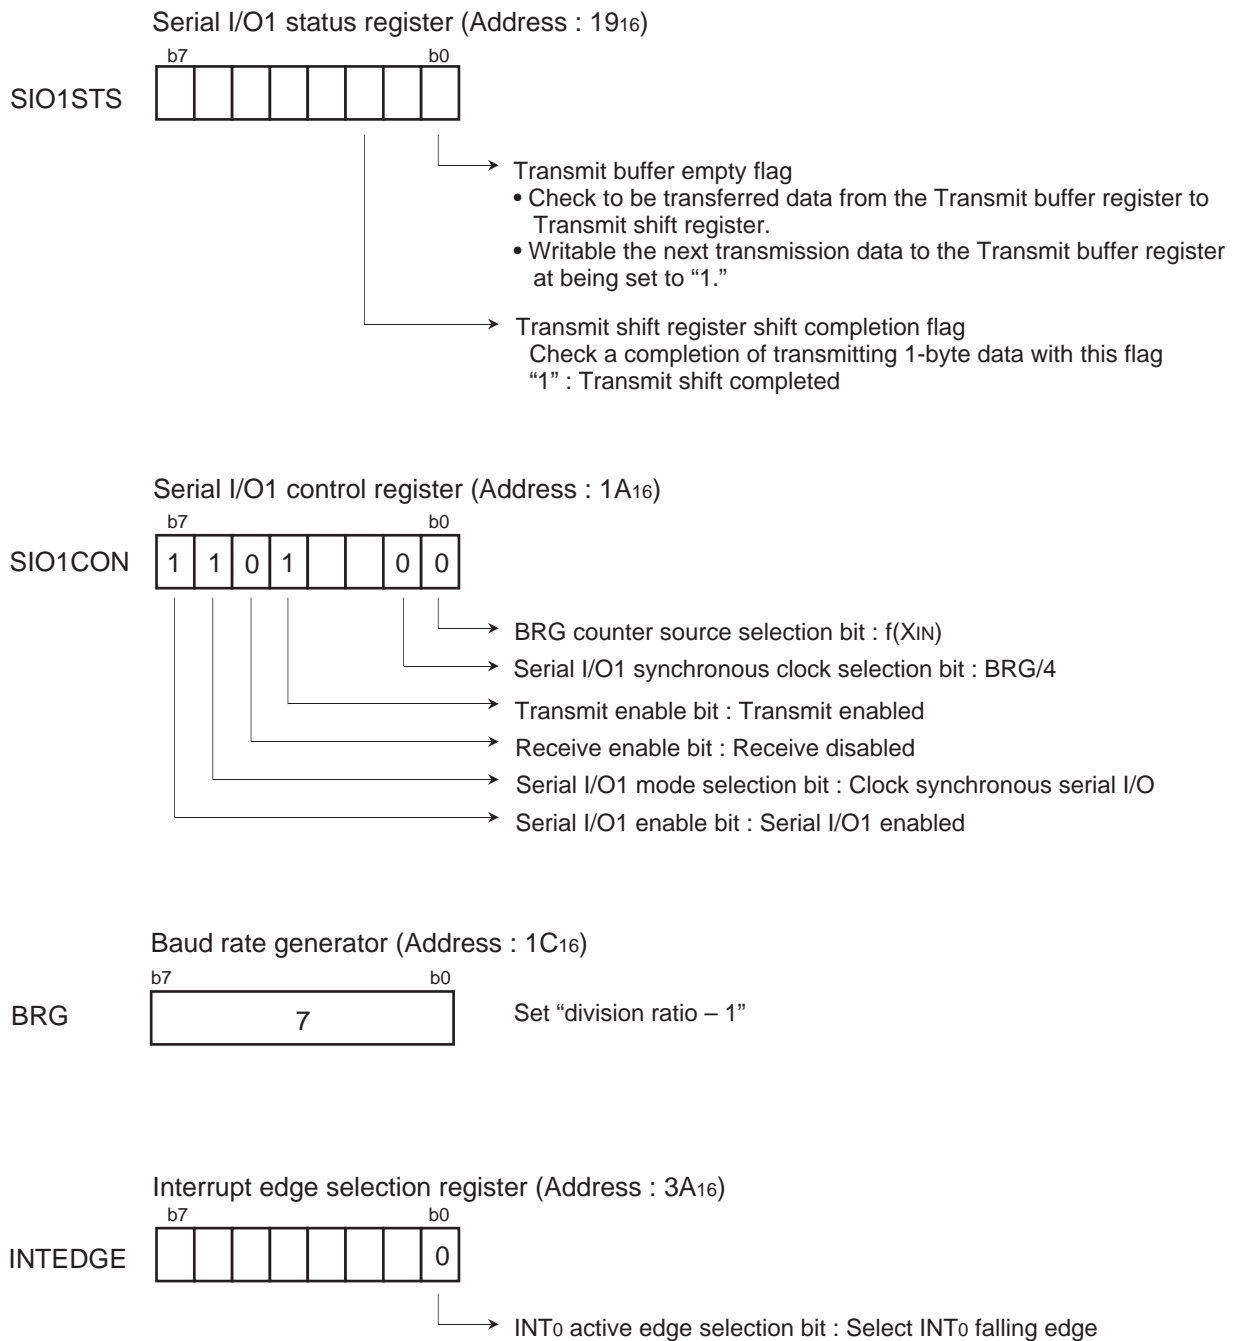 Serial I/O1 status register (Address : 1916)
b7 b0
SIO1STS
Transmit buffer empty flag
• Check to be transferred data from the Transmit buffer register to
Transmit shift register.
• Writable the next transmission data to the Transmit buffer register
at being set to “1.”
Transmit shift register shift completion flag
Check a completion of transmitting 1-byte data with this flag
“1” : Transmit shift completed
Serial I/O1 control register (Address : 1A16)
b7 b0
SIO1CON 1 1 0 1 0 0
BRG counter source selection bit : f(XIN)
Serial I/O1 synchronous clock selection bit : BRG/4
Transmit enable bit : Transmit enabled
Receive enable bit : Receive disabled
Serial I/O1 mode selection bit : Clock synchronous serial I/O
Serial I/O1 enable bit : Serial I/O1 enabled
Baud rate generator (Address : 1C16)
b7 b0
BRG 7 Set “division ratio – 1”
Interrupt edge selection register (Address : 3A16)
b7 b0
INTEDGE 0
INT0 active edge selection bit : Select INT0 falling edge